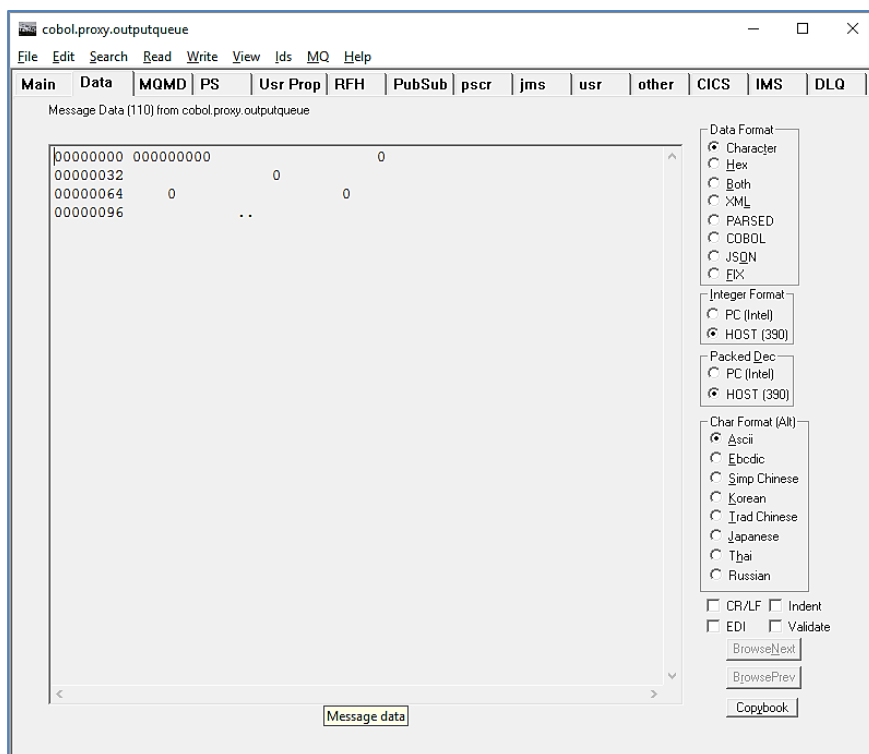 cobol.proxy.outputqueue
File Edit Search Read Write View Ids MQ Help
Main Data MQMD PS Usr Prop RFH PubSub pscr jms usr other CICS IMS DLQ
Message Data (110) from cobol.proxy.outputqueue
00000000 000000000                     0
00000032                   0
00000064      0                     0
00000096               ..
Message data
Data Format
Character
Hex
Both
XML
PARSED
COBOL
JSON
FIX
Integer Format
PC (Intel)
HOST (390)
Packed Dec
PC (Intel)
HOST (390)
Char Format (Alt)
Ascii
Ebcdic
Simp Chinese
Korean
Trad Chinese
Japanese
Thai
Russian
CR/LF Indent
EDI Validate
BrowseNext
BrowsePrev
Copybook